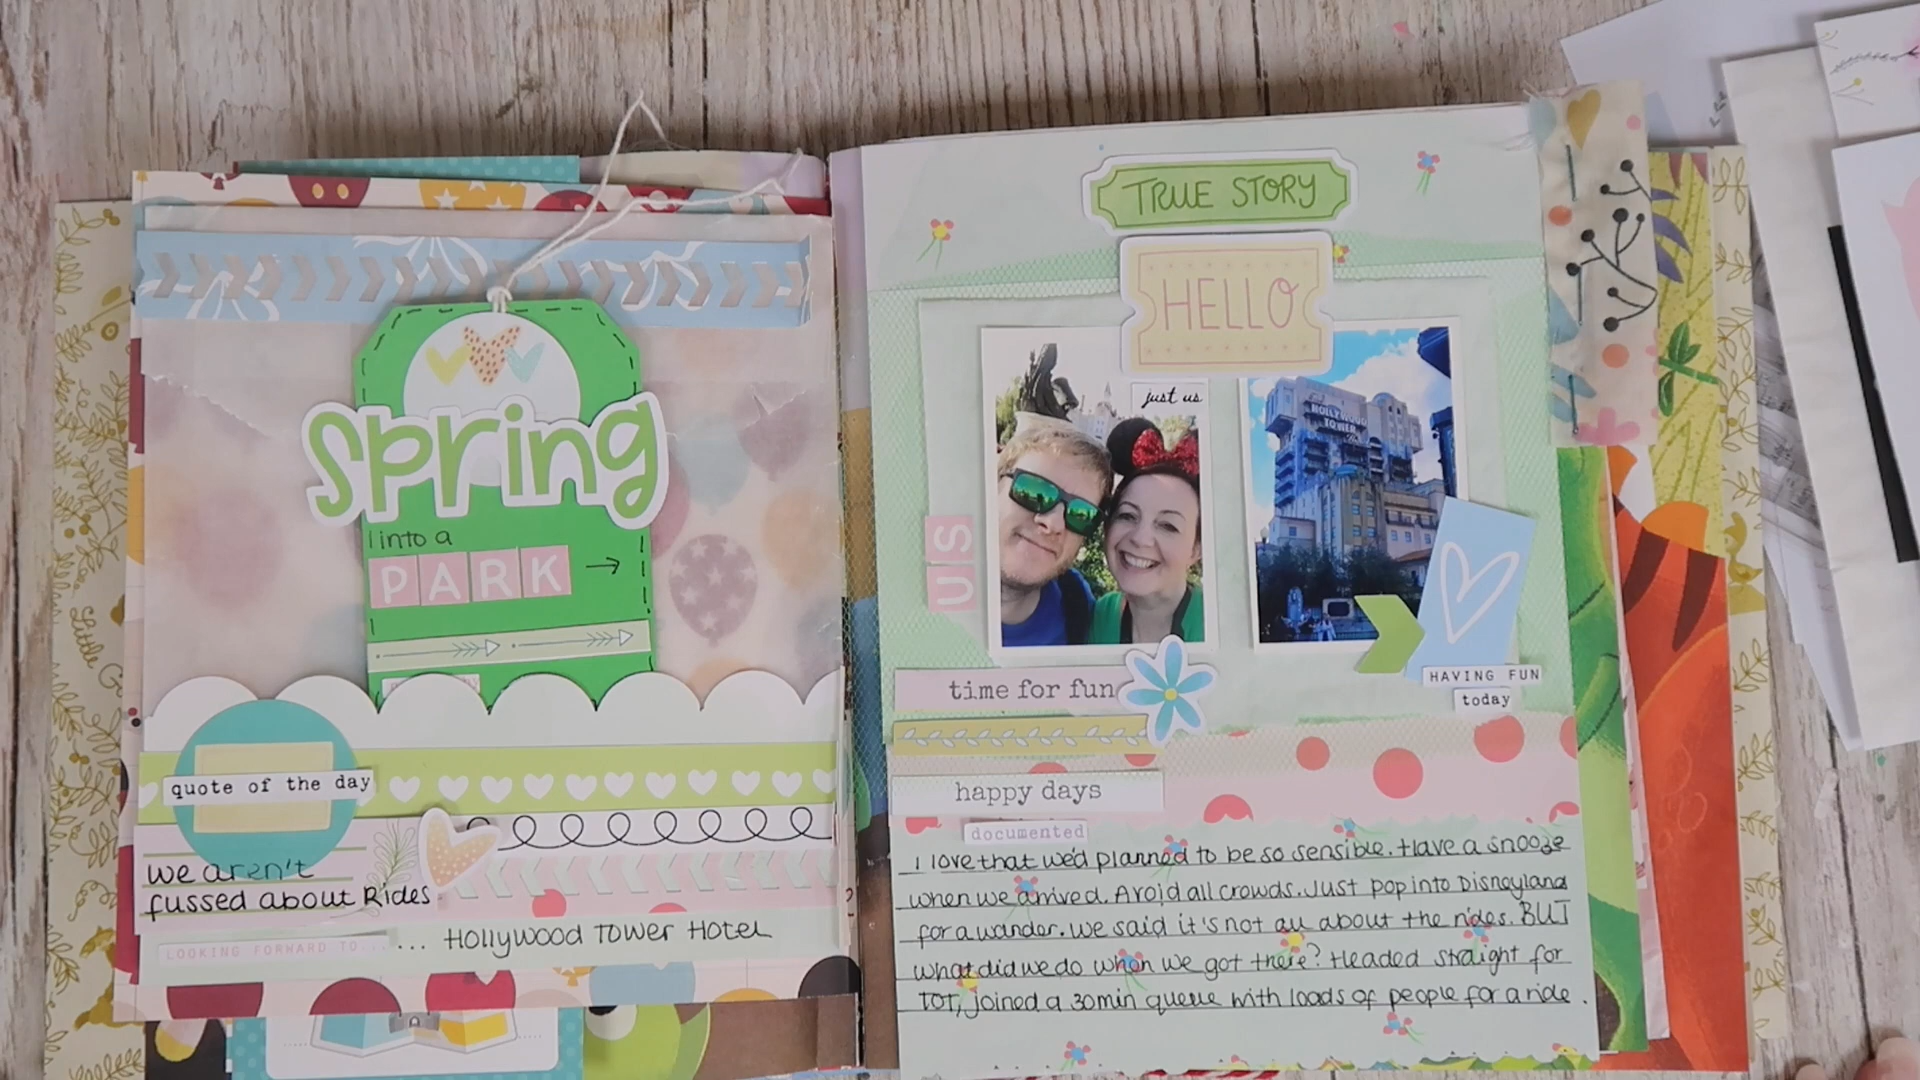 Spring
into a
PARK
quote of the day
we aren't
fussed about Rides
LOOKING FORWARD TO...
... Hollywood Tower Hotel
Little
TRUE STORY
HELLO
just us
HOLLYWOOD
TOWER
US
time for fun
HAVING FUN
today
happy days
documented
I love that we'd planned to be so sensible. Have a snooze
when we arrived. Avoid all crowds. Just pop into Disneyland
for a wander. We said it's not all about the rides. BUT
what did we do when we got there? Headed straight for
TOT, joined a 30min queue with loads of people for a ride.